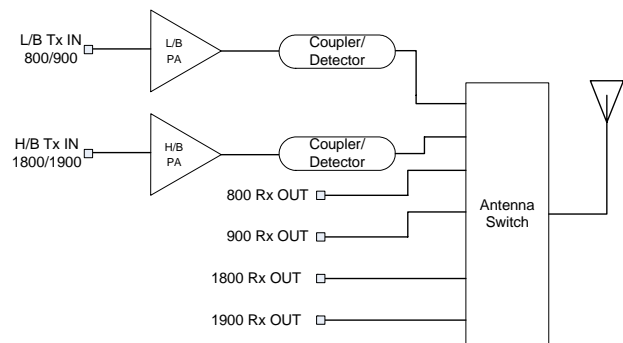 L/B Tx IN
800/900
L/B
PA
Coupler/
Detector
H/B Tx IN
1800/1900
H/B
PA
Coupler/
Detector
800 Rx OUT
900 Rx OUT
1800 Rx OUT
1900 Rx OUT
Antenna
Switch